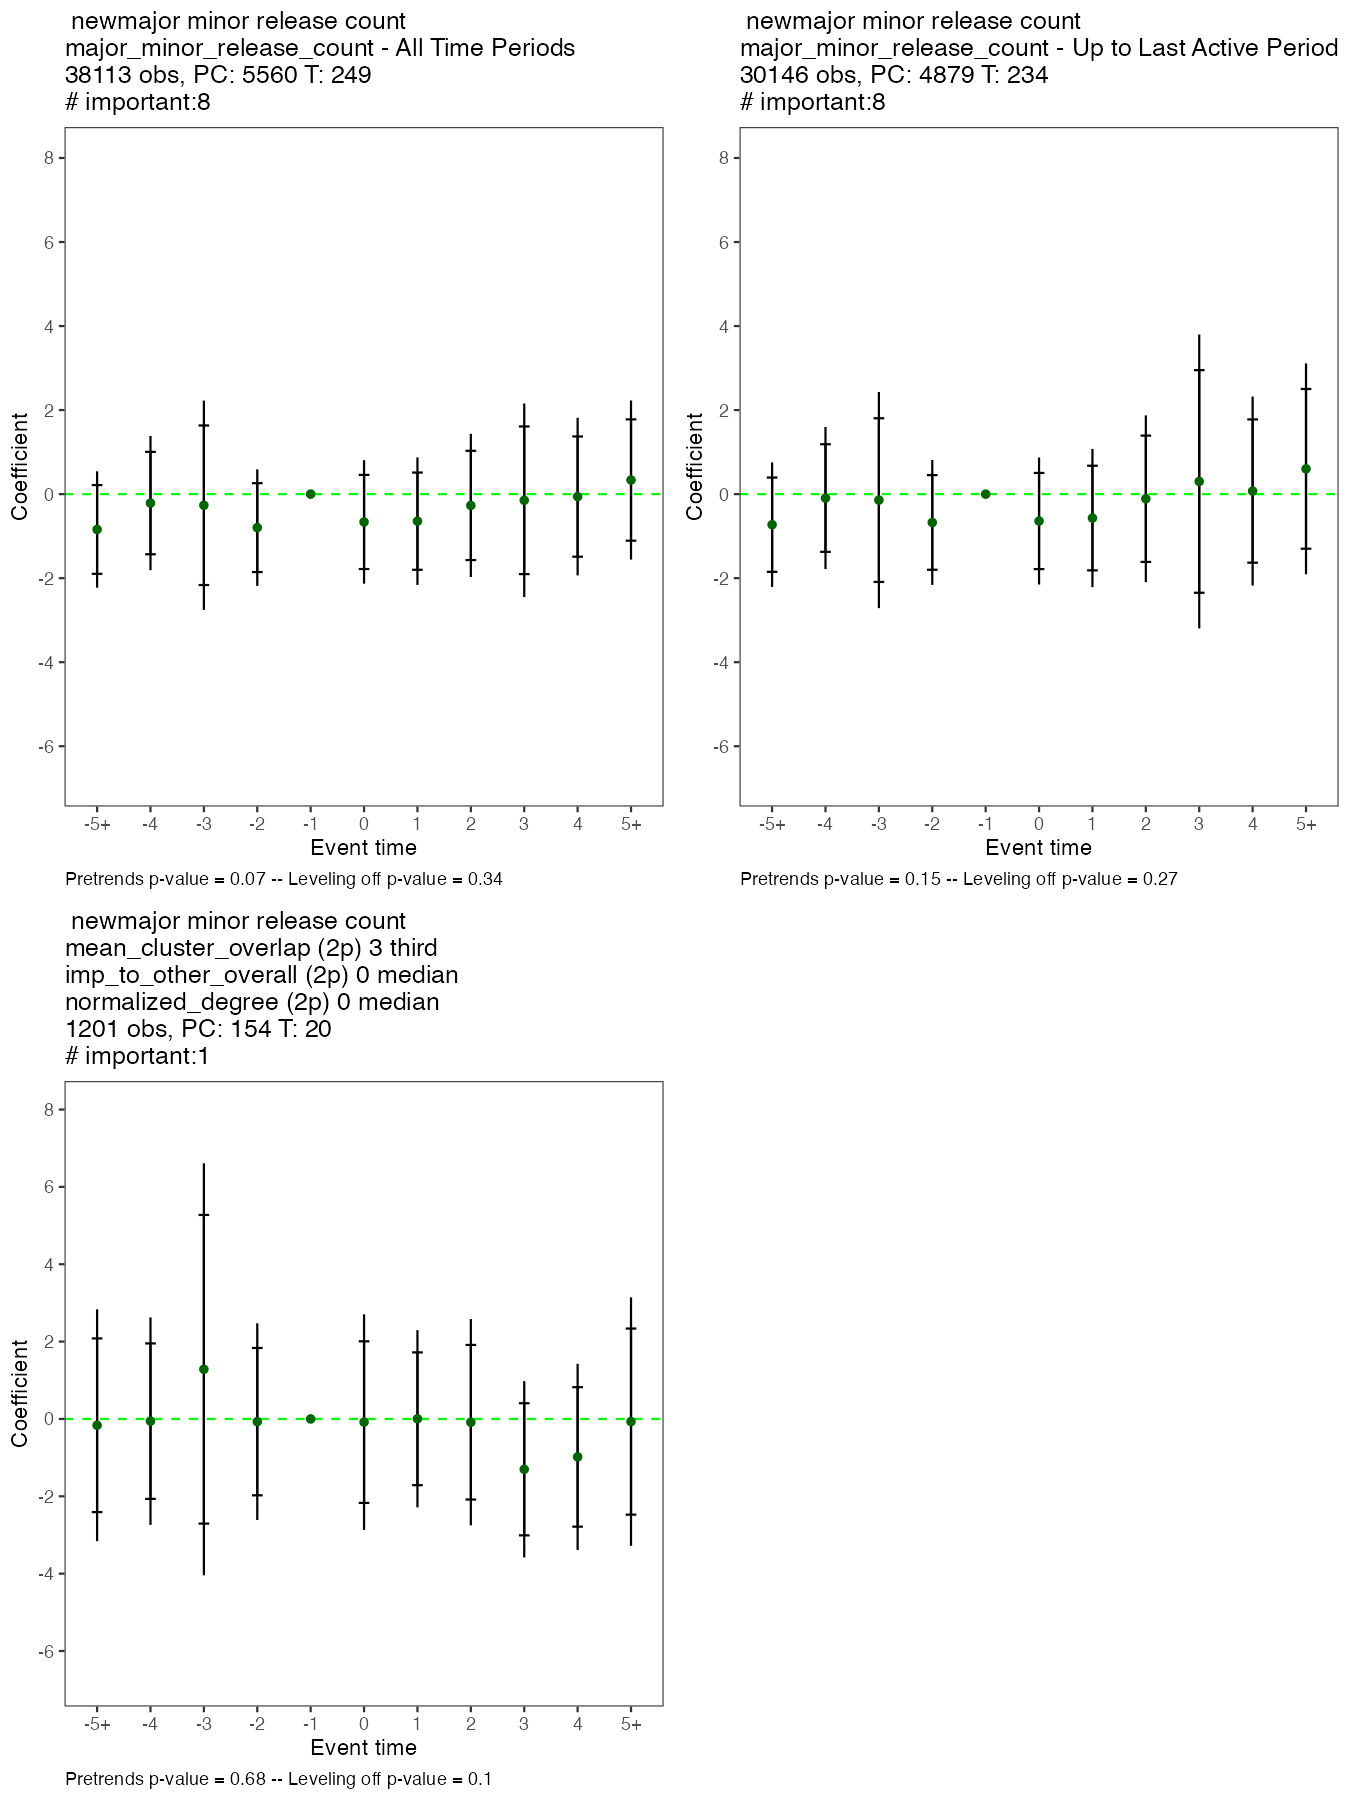 newmajor minor release count
major_minor_release_count - All Time Periods
38113 obs, PC: 5560 T: 249
# important:8
8
6
4
2
0
-2
-4
-6
Coefficient
-5+ -4 -3 -2 -1 0 1 2 3 4 5+
Event time
Pretrends p-value = 0.07 -- Leveling off p-value = 0.34
newmajor minor release count
major_minor_release_count - Up to Last Active Period
30146 obs, PC: 4879 T: 234
# important:8
8
6
4
2
0
-2
-4
-6
Coefficient
-5+ -4 -3 -2 -1 0 1 2 3 4 5+
Event time
Pretrends p-value = 0.15 -- Leveling off p-value = 0.27
newmajor minor release count
mean_cluster_overlap (2p) 3 third
imp_to_other_overall (2p) 0 median
normalized_degree (2p) 0 median
1201 obs, PC: 154 T: 20
# important:1
8
6
4
2
0
-2
-4
-6
Coefficient
-5+ -4 -3 -2 -1 0 1 2 3 4 5+
Event time
Pretrends p-value = 0.68 -- Leveling off p-value = 0.1